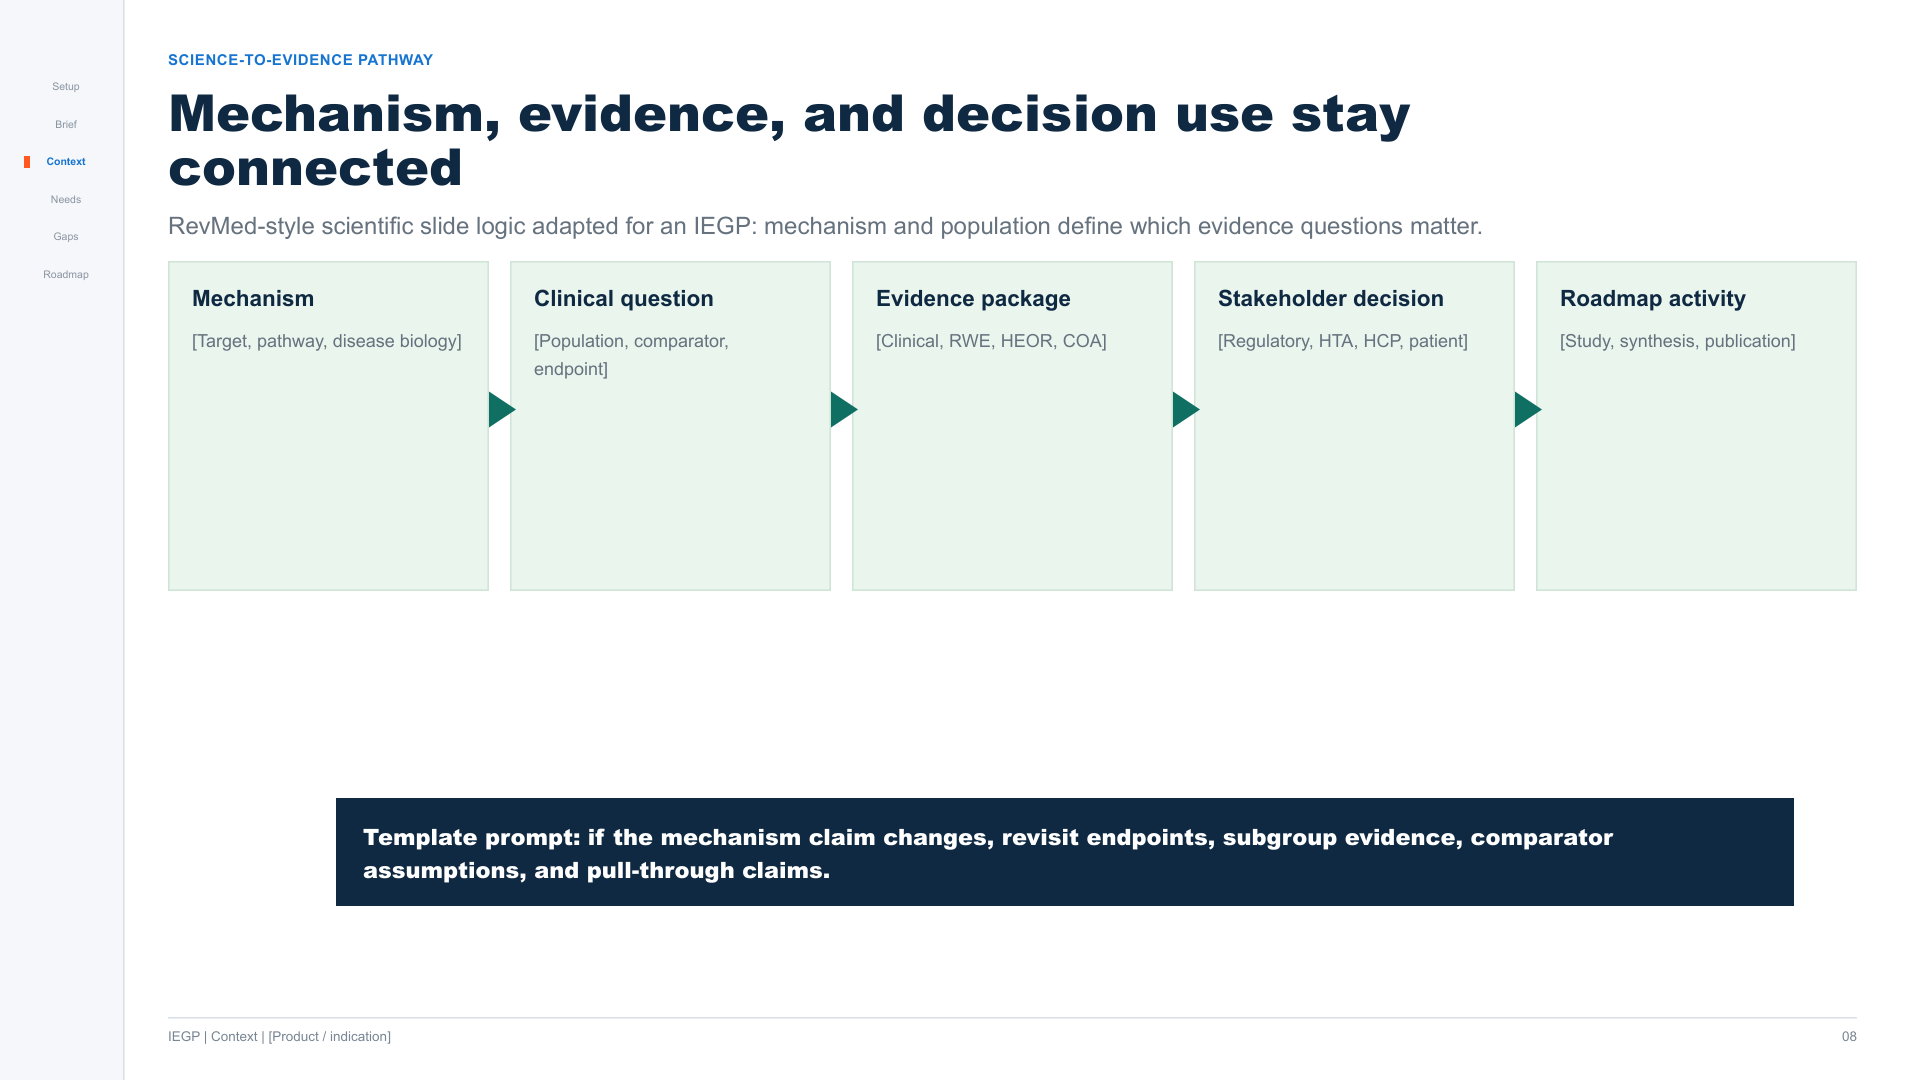 Setup
Brief
Context
Needs
Gaps
Roadmap
SCIENCE-TO-EVIDENCE PATHWAY
Mechanism, evidence, and decision use stay
connected
RevMed-style scientific slide logic adapted for an IEGP: mechanism and population define which evidence questions matter.
Mechanism
[Target, pathway, disease biology]
Clinical question
[Population, comparator,
endpoint]
Evidence package
[Clinical, RWE, HEOR, COA]
Stakeholder decision
[Regulatory, HTA, HCP, patient]
Roadmap activity
[Study, synthesis, publication]
Template prompt: if the mechanism claim changes, revisit endpoints, subgroup evidence, comparator
assumptions, and pull-through claims.
IEGP | Context | [Product / indication]
08